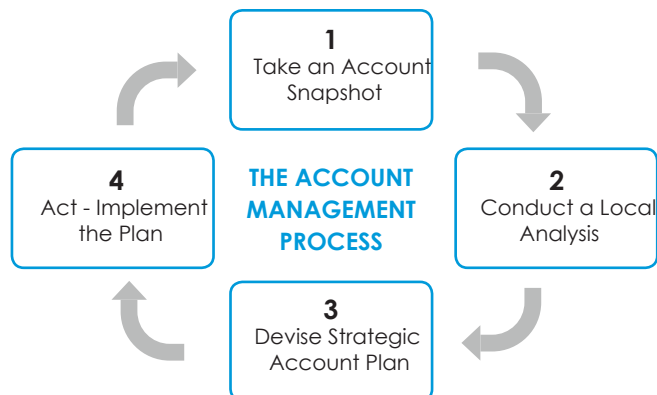 1
Take an Account
Snapshot
4
Act - Implement
the Plan
THE ACCOUNT
MANAGEMENT
PROCESS
2
Conduct a Local
Analysis
3
Devise Strategic
Account Plan